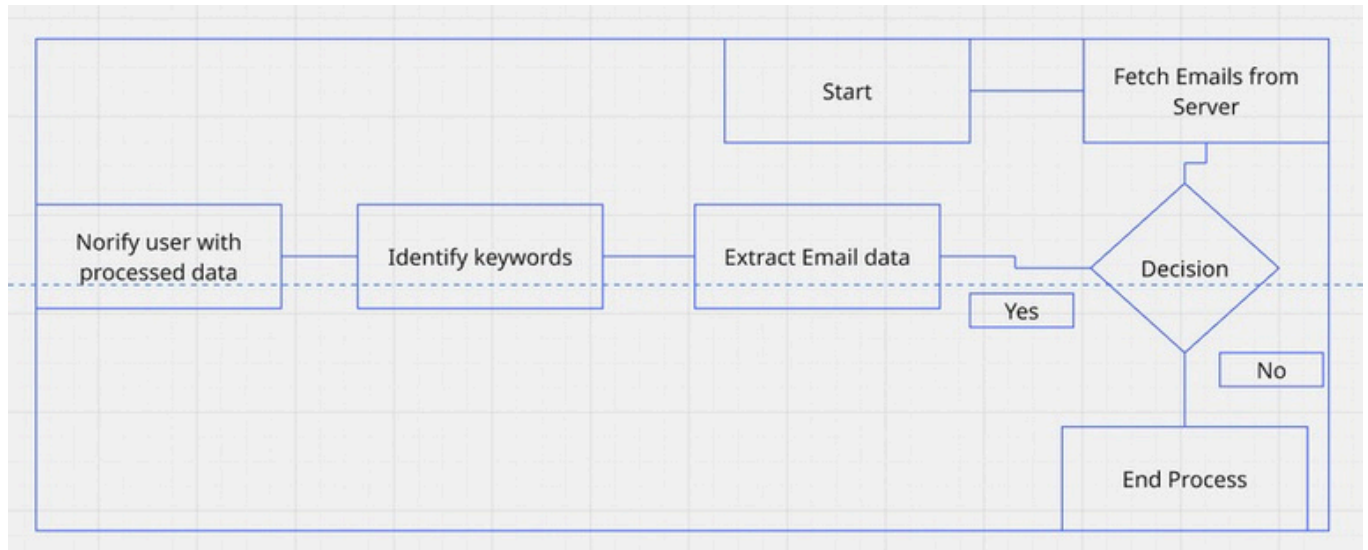 Start
Fetch Emails from
Server
Norify user with
processed data
Identify keywords
Extract Email data
Decision
Yes
No
End Process